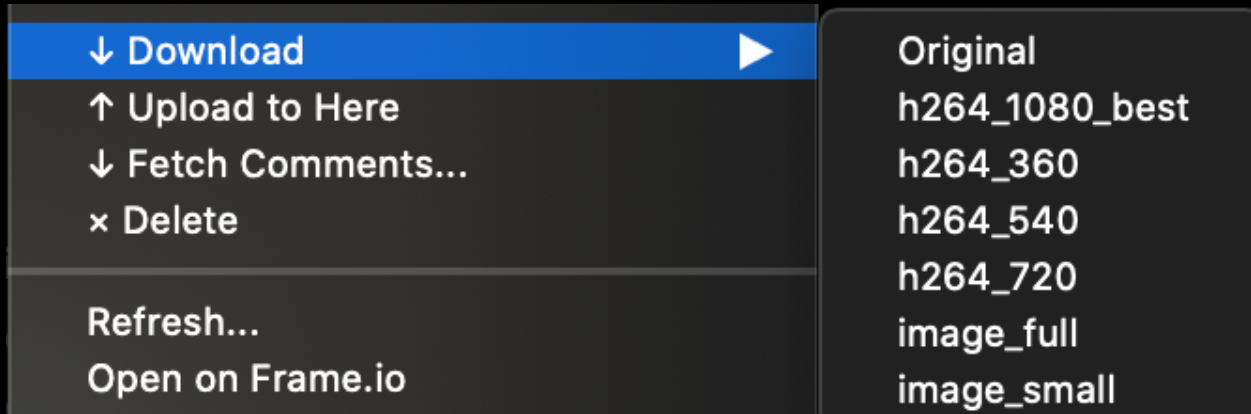 ↓ Download ▶
↑ Upload to Here
↓ Fetch Comments...
× Delete
Refresh...
Open on Frame.io
Original
h264_1080_best
h264_360
h264_540
h264_720
image_full
image_small